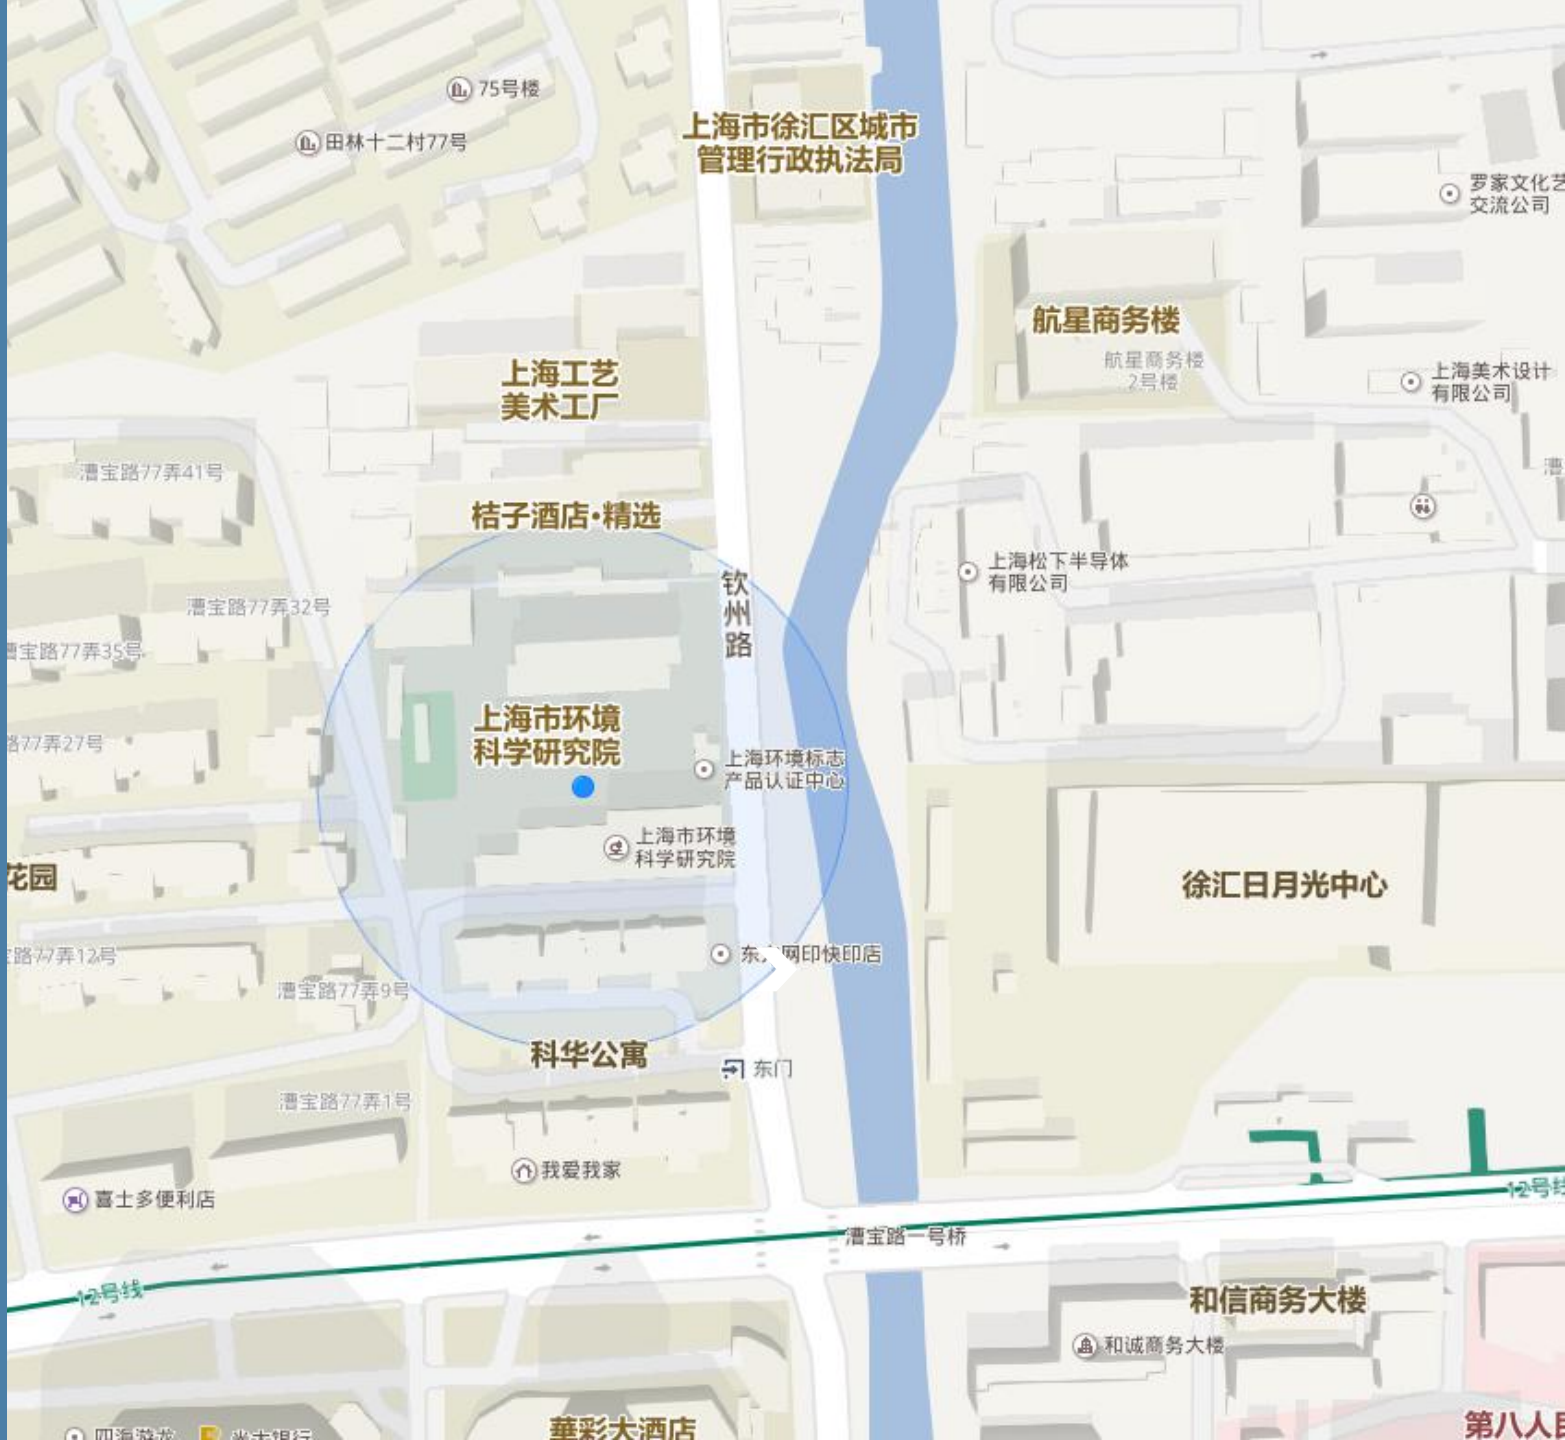 75号楼
田林十二村77号
上海市徐汇区城市
管理行政执法局
罗家文化艺
交流公司
航星商务楼
航星商务楼
2号楼
上海工艺
美术工厂
上海美术设计
有限公司
漕宝路77弄41号
漕
桔子酒店·精选
上海松下半导体
有限公司
钦州路
漕宝路77弄32号
曹宝路77弄35号
上海市环境
科学研究院
路77弄27号
上海环境标志
产品认证中心
上海市环境
科学研究院
花园
徐汇日月光中心
路77弄12号
东方网印快印店
漕宝路77弄9号
科华公寓
东门
漕宝路77弄1号
我爱我家
喜士多便利店
12号线
漕宝路一号桥
12号线
和信商务大楼
和诚商务大楼
華彩大酒店
第八人民